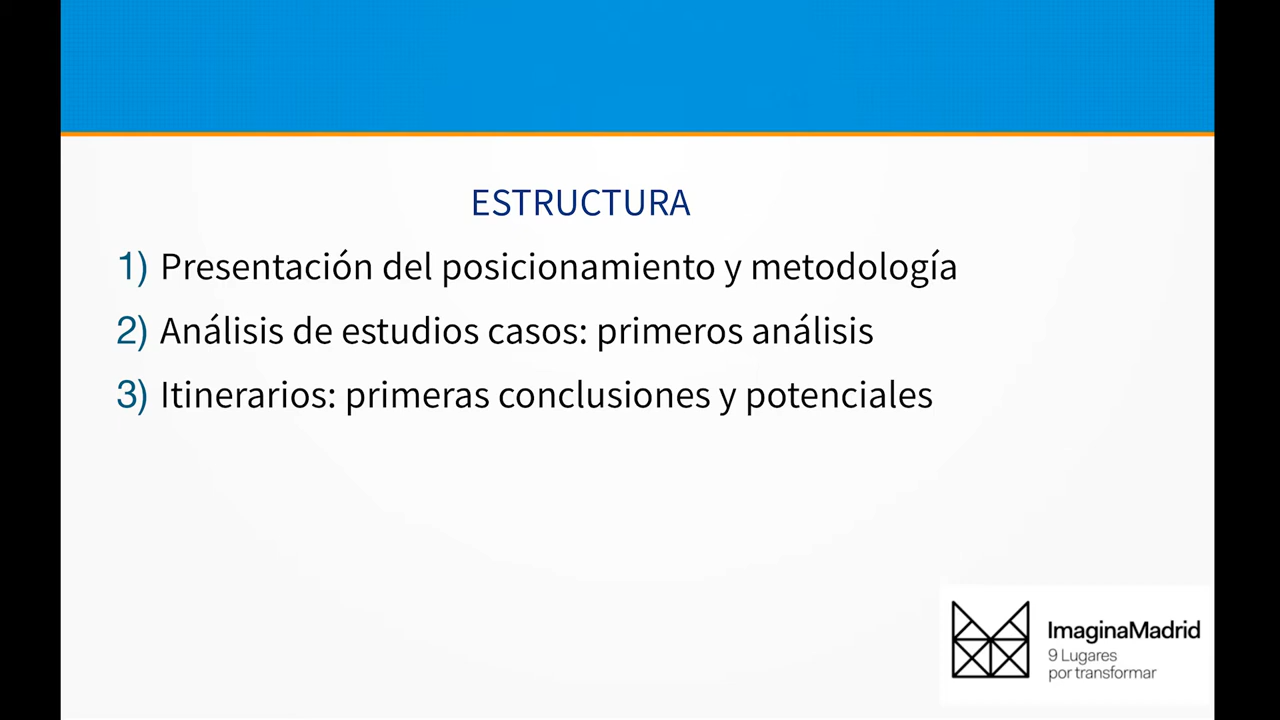 ESTRUCTURA
1) Presentación del posicionamiento y metodología
2) Análisis de estudios casos: primeros análisis
3) Itinerarios: primeras conclusiones y potenciales
ImaginaMadrid
9 Lugares
por transformar